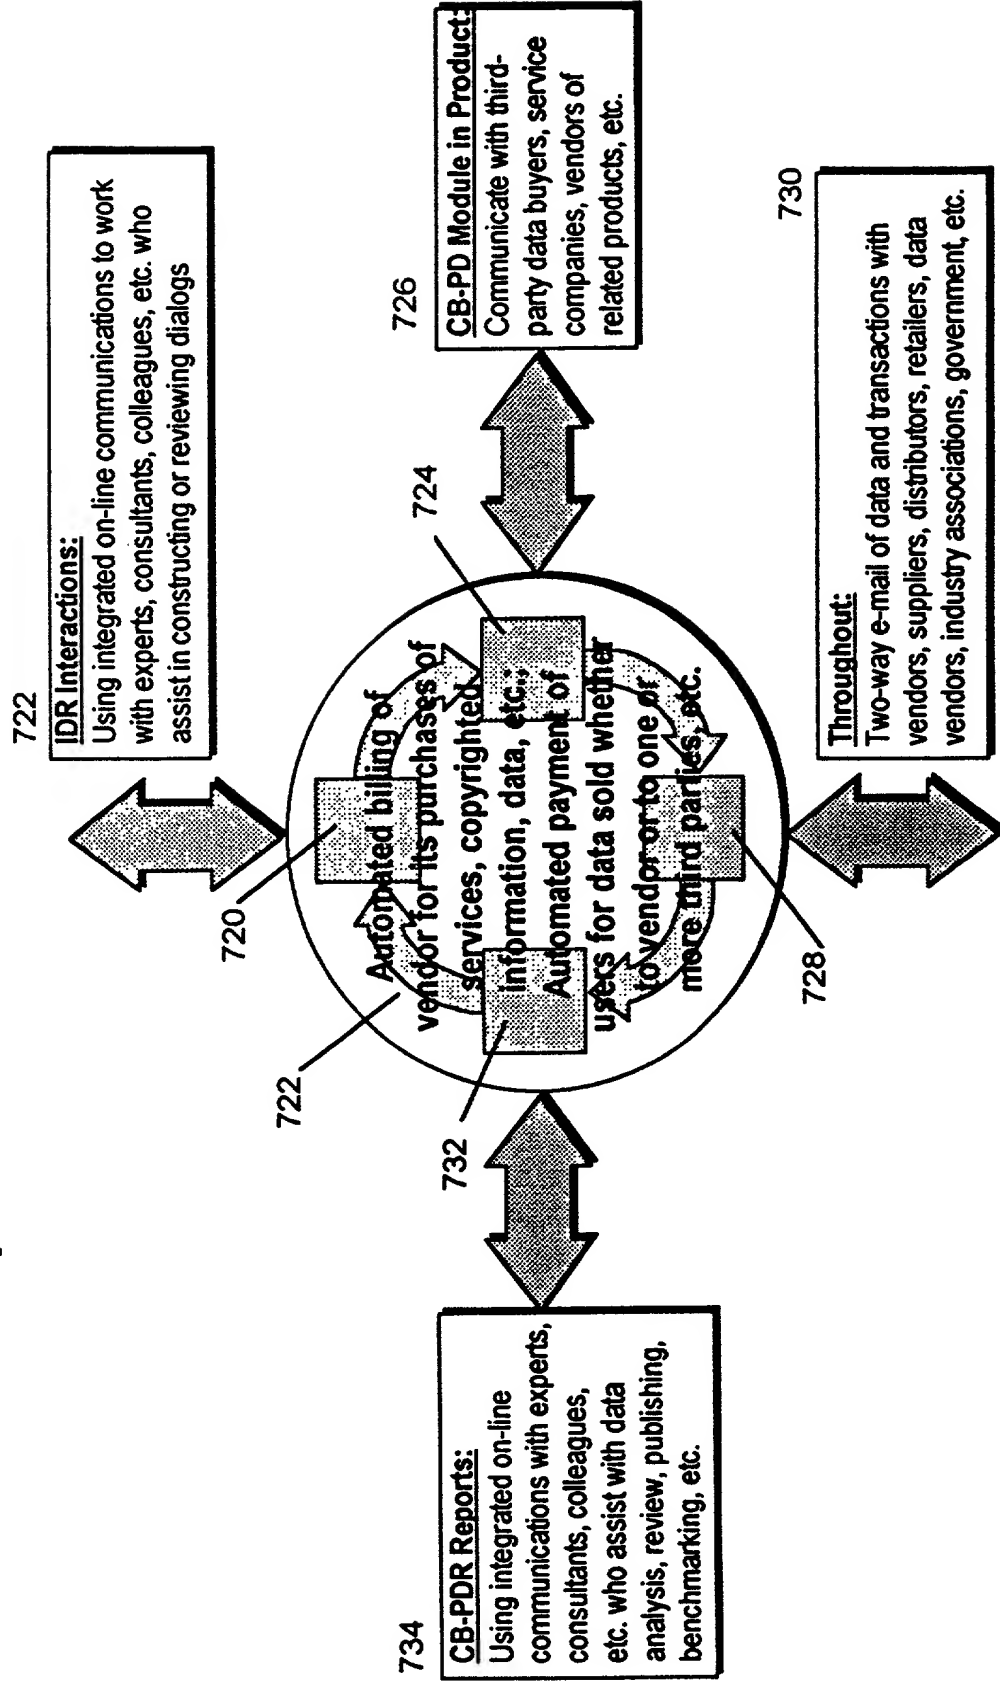 722
IDR Interactions:
Using integrated on-line communications to work
with experts, consultants, colleagues, etc. who
assist in constructing or reviewing dialogs
726
CB-PD Module in Product:
Communicate with third-
party data buyers, service
companies, vendors of
related products, etc.
720
724
Automated billing of
vendor for its purchases of
services, copyrighted
information, data, etc.;
Automated payment of
users for data sold whether
to vendor or to one or
more third parties, etc.
722
732
728
734
CB-PDR Reports:
Using integrated on-line
communications with experts,
consultants, colleagues,
etc. who assist with data
analysis, review, publishing,
benchmarking, etc.
730
Throughout:
Two-way e-mail of data and transactions with
vendors, suppliers, distributors, retailers, data
vendors, industry associations, government, etc.